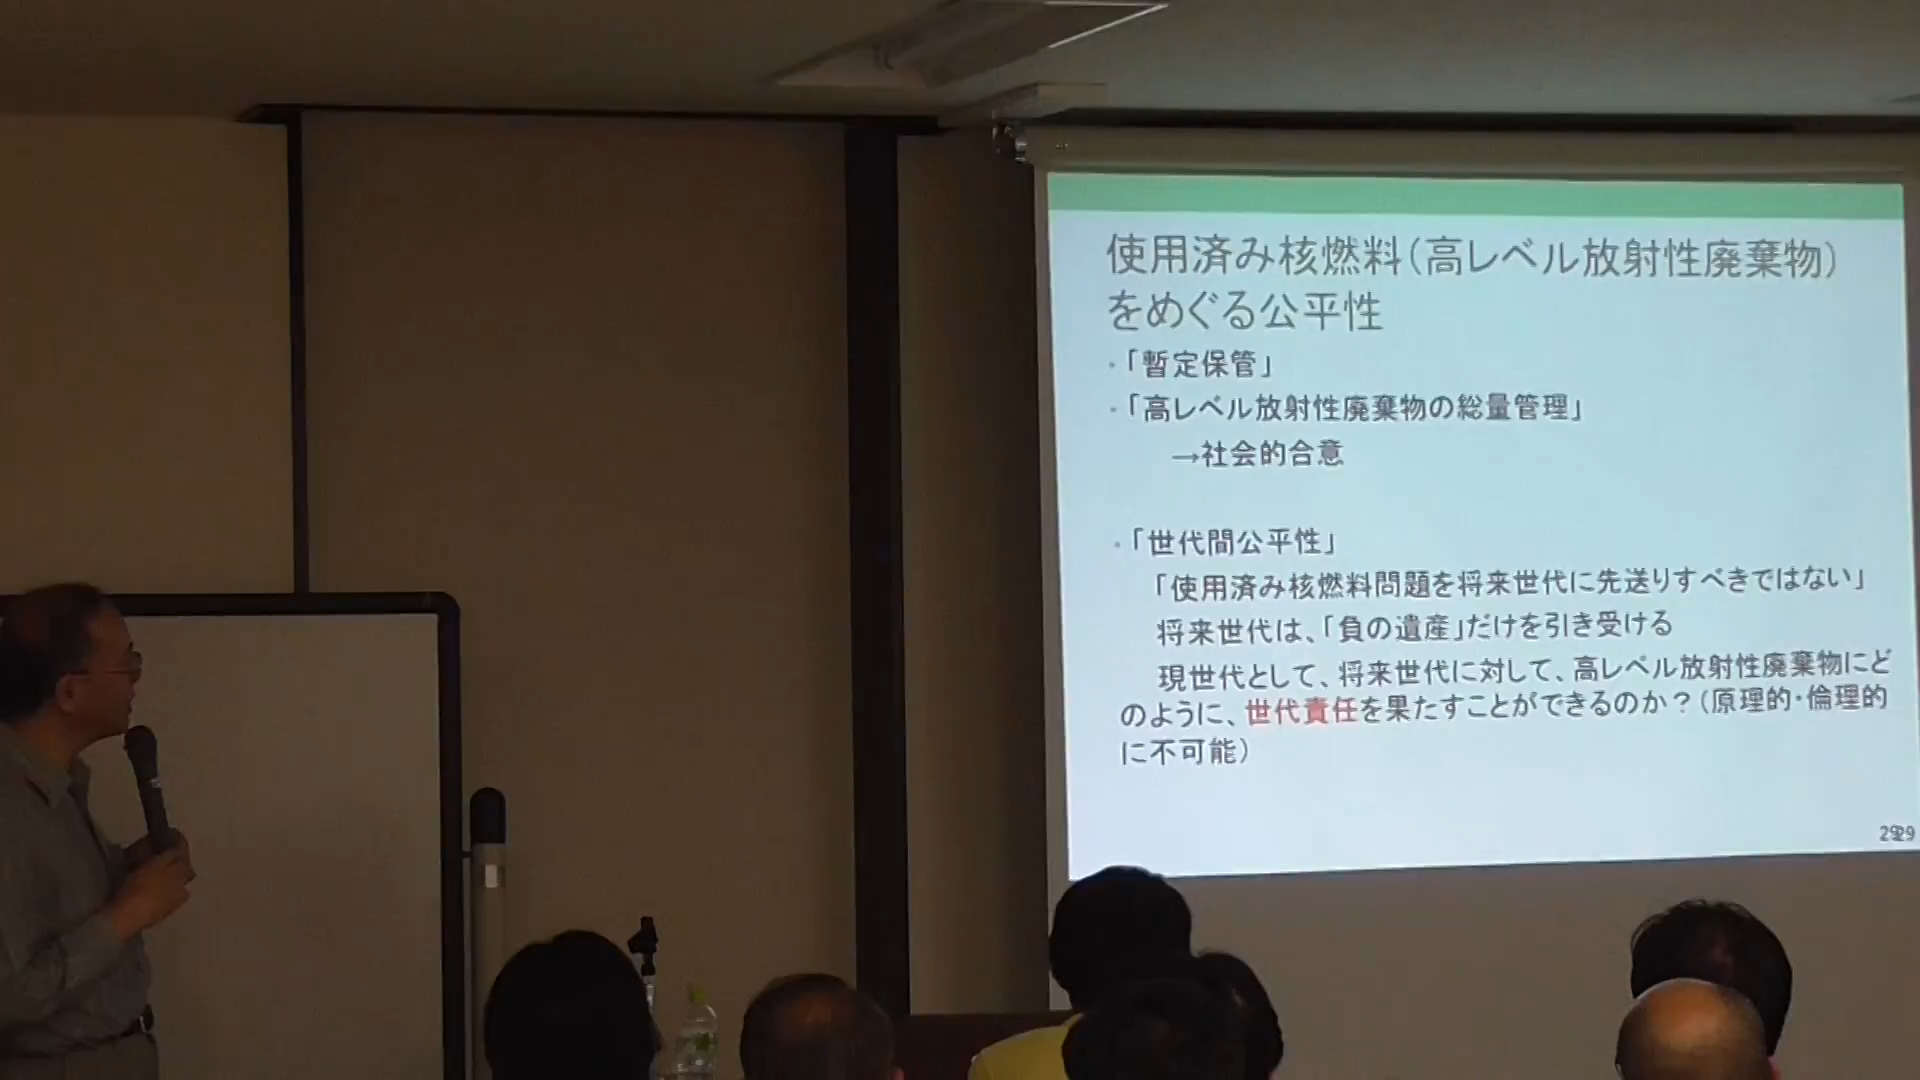 使用済み核燃料(高レベル放射性廃棄物)
をめぐる公平性
・「暫定保管」
・「高レベル放射性廃棄物の総量管理」
→社会的合意
・「世代間公平性」
「使用済み核燃料問題を将来世代に先送りすべきではない」
将来世代は、「負の遺産」だけを引き受ける
現世代として、将来世代に対して、高レベル放射性廃棄物にど
のように、世代責任を果たすことができるのか?(原理的・倫理的
に不可能)